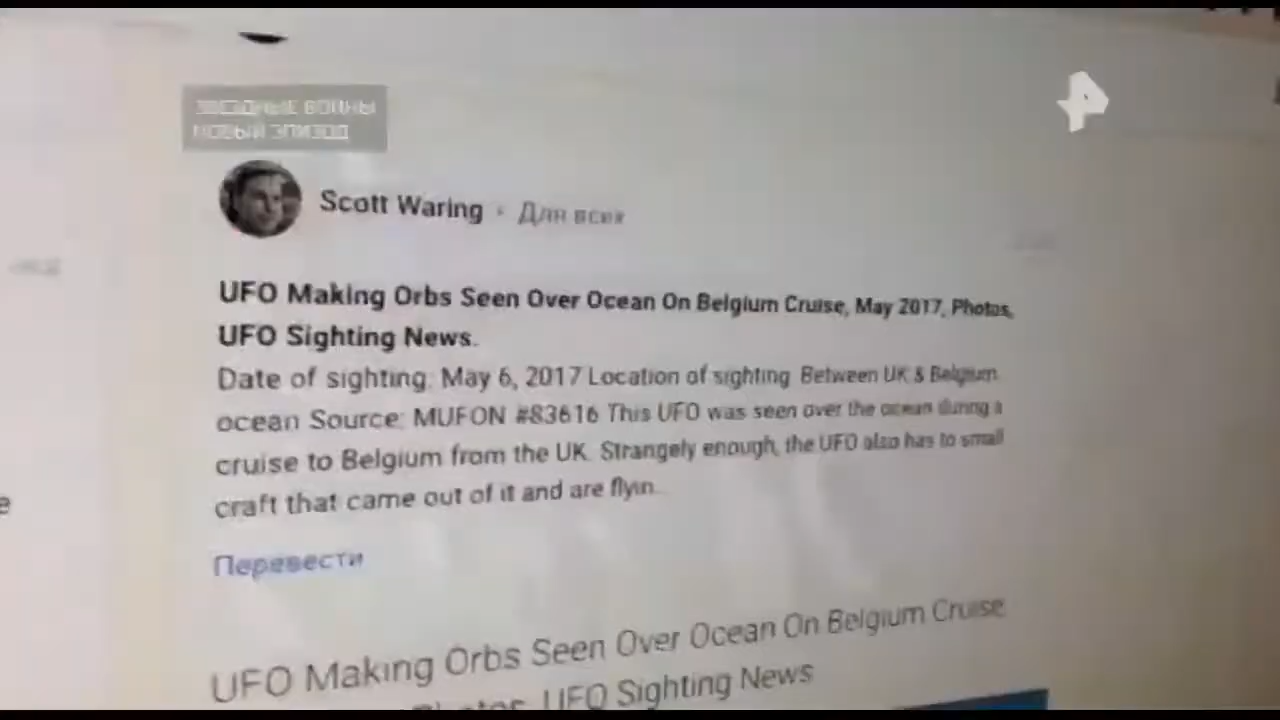 ЗВЕЗДНЫЕ ВОЙНЫ
НОВЫЙ ЭПИЗОД
Scott Waring · Для всех
UFO Making Orbs Seen Over Ocean On Belgium Cruise, May 2017, Photos,
UFO Sighting News.
Date of sighting: May 6, 2017 Location of sighting: Between UK & Belgium
ocean Source: MUFON #83616 This UFO was seen over the ocean during a
cruise to Belgium from the UK. Strangely enough, the UFO also has to small
craft that came out of it and are flyin...
Перевести
UFO Making Orbs Seen Over Ocean On Belgium Cruise
UFO Sighting News